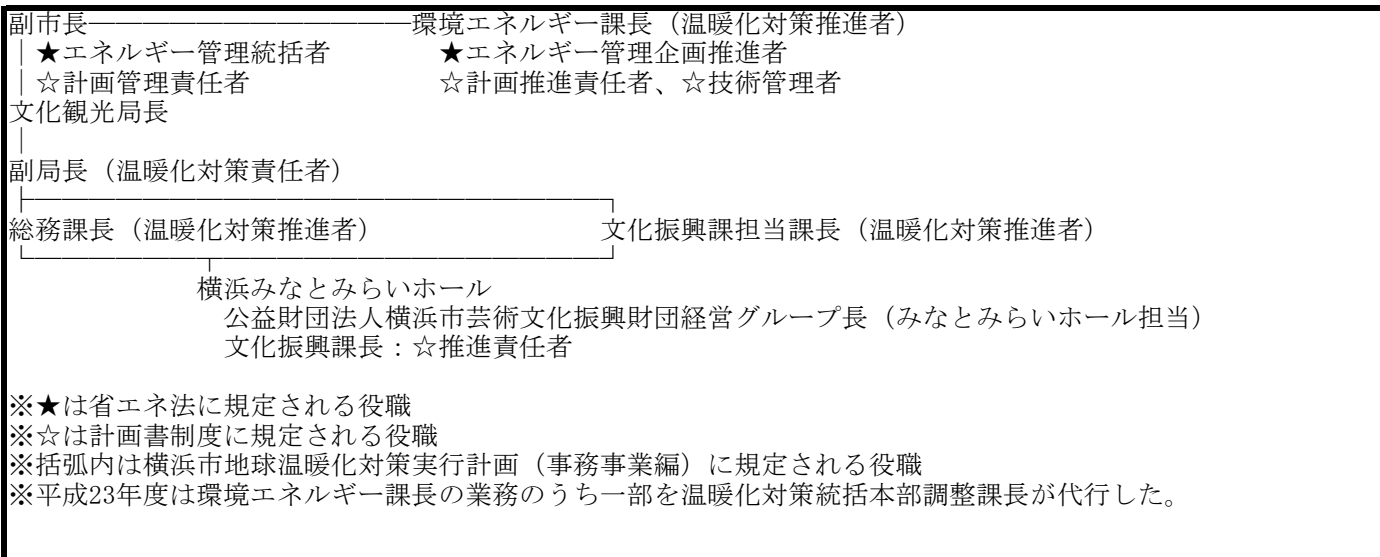 副市長――――――――――――環境エネルギー課長（温暖化対策推進者）
｜★エネルギー管理統括者　　　　★エネルギー管理企画推進者
｜☆計画管理責任者　　　　　　　☆計画推進責任者、☆技術管理者
文化観光局長
｜
副局長（温暖化対策責任者）
├―――――――――――――――――――――┐
総務課長（温暖化対策推進者）　　　　　　　　　文化振興課担当課長（温暖化対策推進者）
└――――――┬――――――――――――――┘
横浜みなとみらいホール
公益財団法人横浜市芸術文化振興財団経営グループ長（みなとみらいホール担当）
文化振興課長：☆推進責任者
※★は省エネ法に規定される役職
※☆は計画書制度に規定される役職
※括弧内は横浜市地球温暖化対策実行計画（事務事業編）に規定される役職
※平成23年度は環境エネルギー課長の業務のうち一部を温暖化対策統括本部調整課長が代行した。